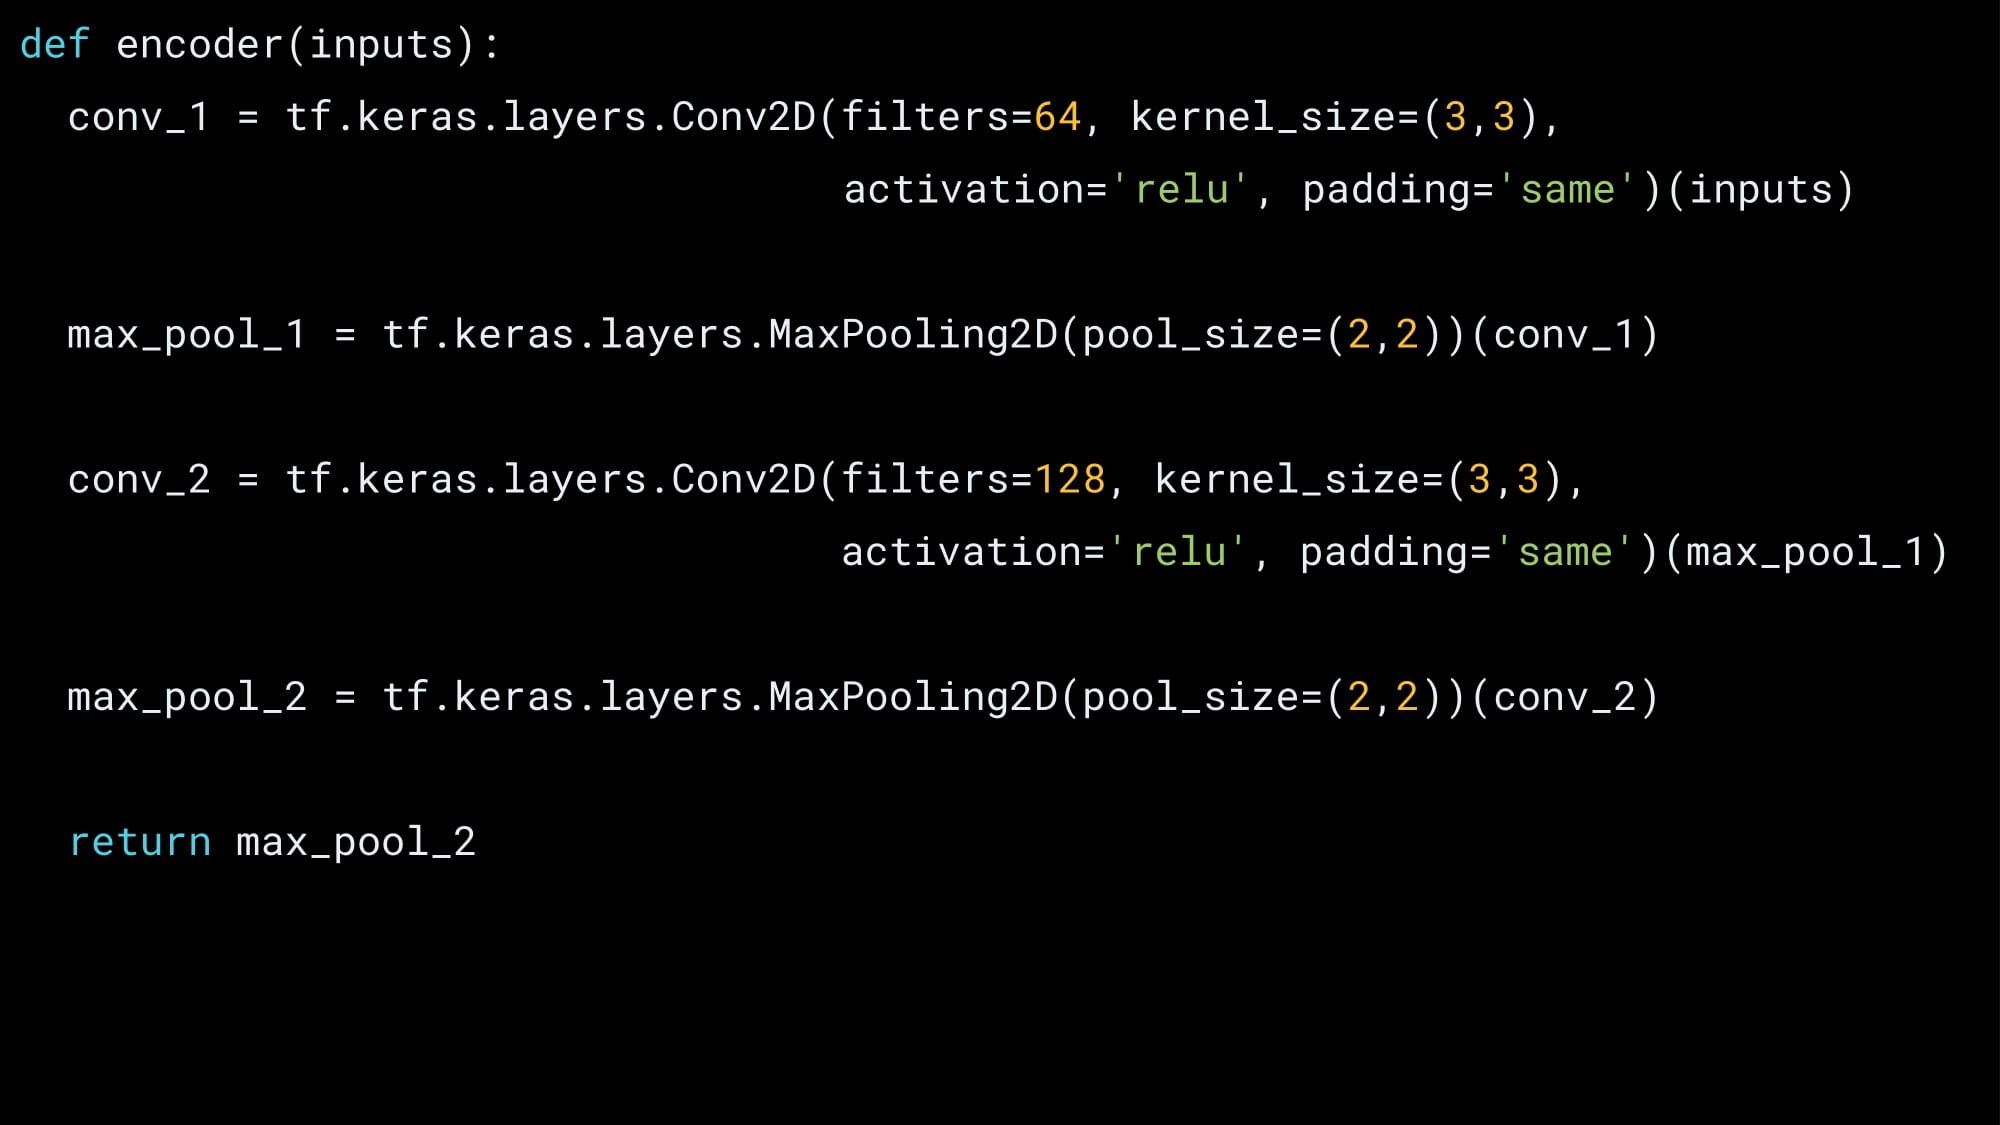 def encoder(inputs):
conv_1 = tf.keras.layers.Conv2D(filters=64, kernel_size=(3,3),
activation='relu', padding='same')(inputs)
max_pool_1 = tf.keras.layers.MaxPooling2D(pool_size=(2,2))(conv_1)
conv_2 = tf.keras.layers.Conv2D(filters=128, kernel_size=(3,3),
activation='relu', padding='same')(max_pool_1)
max_pool_2 = tf.keras.layers.MaxPooling2D(pool_size=(2,2))(conv_2)
return max_pool_2